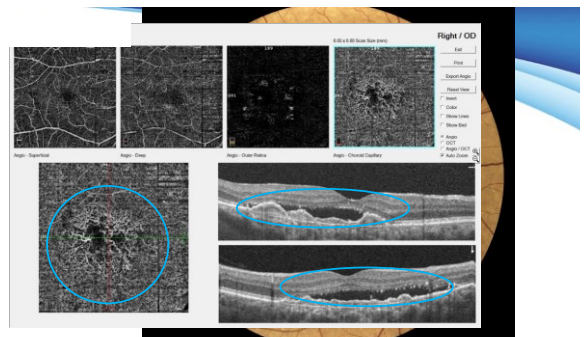 Right / OD
6.00 x 6.00 Scan Size (mm)
Exit
Print
Export Angio
Reset View
Invert
Color
Show Lines
Show Bnd
Angio
OCT
Angio / OCT
Auto Zoom
Angio - Superficial
Angio - Deep
Angio - Outer Retina
Angio - Choroid Capillary